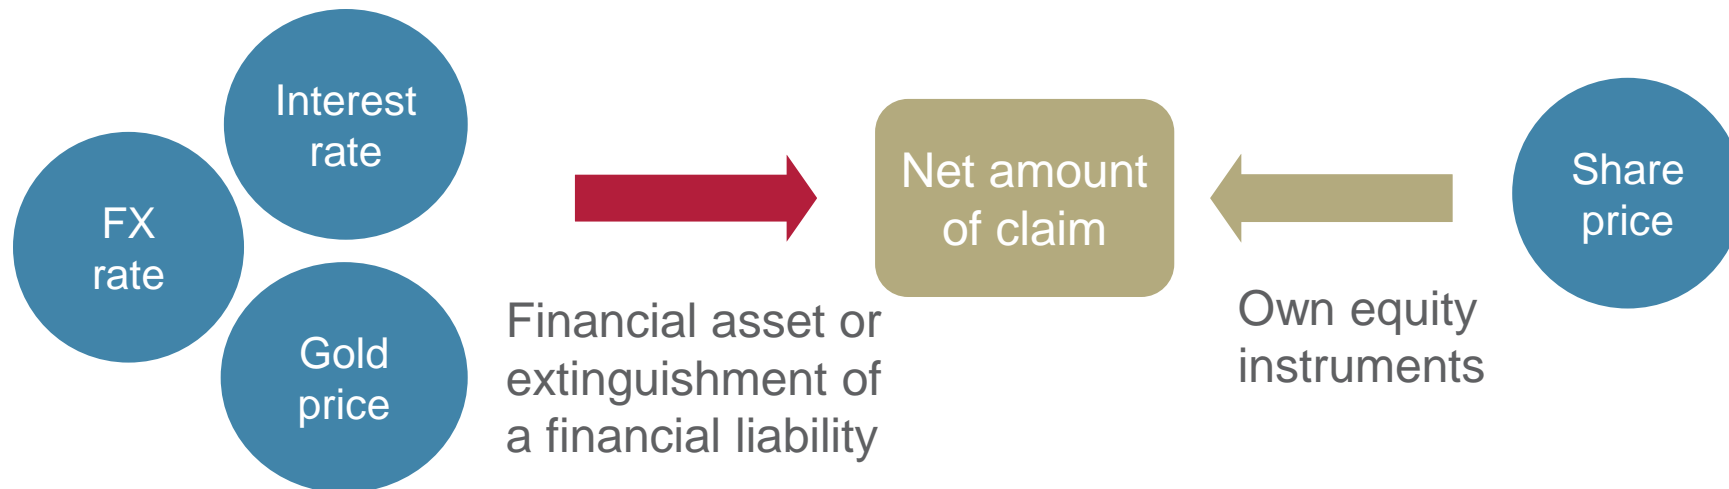 Interest
rate
FX
rate
Gold
price
Financial asset or
extinguishment of
a financial liability
Net amount
of claim
Own equity
instruments
Share
price